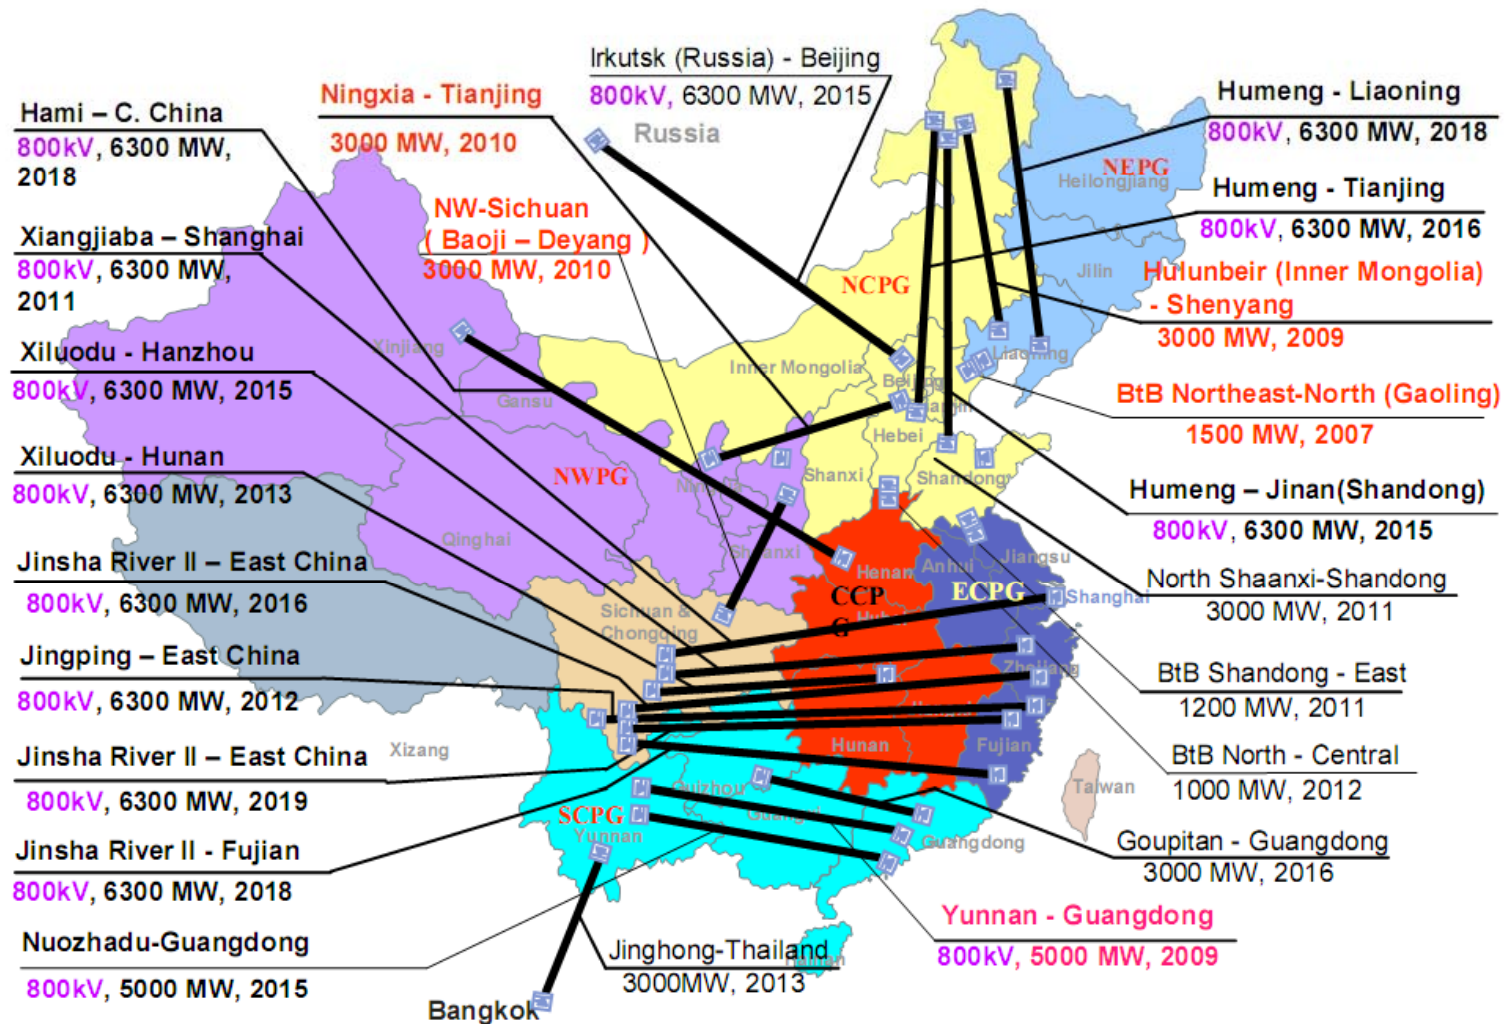 Irkutsk (Russia) - Beijing
800kV, 6300 MW, 2015
Russia
Hami – C. China
800kV, 6300 MW,
2018
Ningxia - Tianjing
3000 MW, 2010
Humeng - Liaoning
800kV, 6300 MW, 2018
NEPG
Heilongjiang
Humeng - Tianjing
800kV, 6300 MW, 2016
NW-Sichuan
( Baoji – Deyang )
3000 MW, 2010
Xiangjiaba – Shanghai
800kV, 6300 MW,
2011
NCPG
Jilin
Hulunbeir (Inner Mongolia)
- Shenyang
3000 MW, 2009
Xiluodu - Hanzhou
800kV, 6300 MW, 2015
Xinjiang
Gansu
Inner Mongolia
Beijing
Tianjin
Liaoning
BtB Northeast-North (Gaoling)
1500 MW, 2007
Hebei
Xiluodu - Hunan
800kV, 6300 MW, 2013
NWPG
Ningxia
Shanxi
Shandong
Humeng – Jinan(Shandong)
800kV, 6300 MW, 2015
Qinghai
Shaanxi
Henan
Anhui
Jiangsu
Jinsha River II – East China
800kV, 6300 MW, 2016
North Shaanxi-Shandong
3000 MW, 2011
CCP
G
Hubei
ECPG
Shanghai
Sichuan &
Chongqing
Jingping – East China
800kV, 6300 MW, 2012
Zhejiang
BtB Shandong - East
1200 MW, 2011
Xizang
Hunan
Fujian
BtB North - Central
1000 MW, 2012
Jinsha River II – East China
800kV, 6300 MW, 2019
Taiwan
SCPG
Yunnan
Guizhou
Guangxi
Guangdong
Goupitan - Guangdong
3000 MW, 2016
Jinsha River II - Fujian
800kV, 6300 MW, 2018
Yunnan - Guangdong
800kV, 5000 MW, 2009
Nuozhadu-Guangdong
800kV, 5000 MW, 2015
Jinghong-Thailand
3000MW, 2013
Bangkok